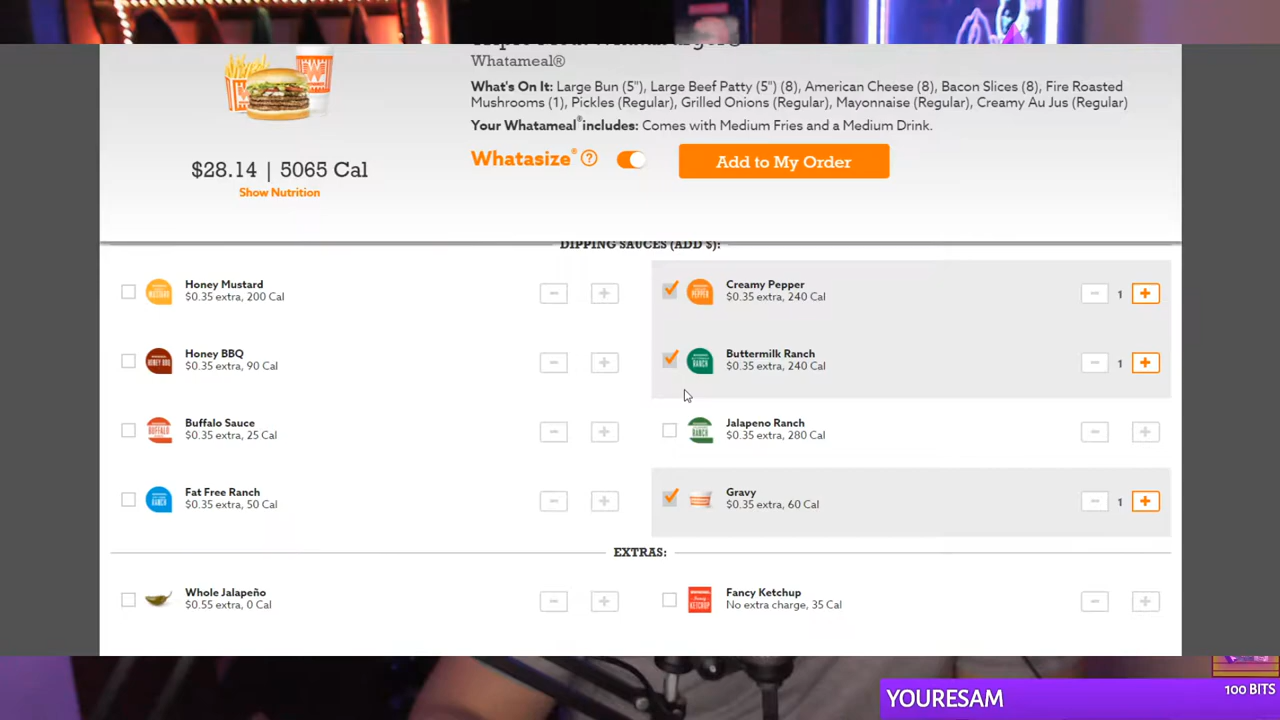 Whatameal®
What's On It: Large Bun (5"), Large Beef Patty (5") (8), American Cheese (8), Bacon Slices (8), Fire Roasted
Mushrooms (1), Pickles (Regular), Grilled Onions (Regular), Mayonnaise (Regular), Creamy Au Jus (Regular)
Your Whatameal® includes: Comes with Medium Fries and a Medium Drink.
Whatasize® ?
Add to My Order
$28.14 | 5065 Cal
Show Nutrition
DIPPING SAUCES (ADD $):
Honey Mustard
$0.35 extra, 200 Cal
Creamy Pepper
$0.35 extra, 240 Cal
1
Honey BBQ
$0.35 extra, 90 Cal
Buttermilk Ranch
$0.35 extra, 240 Cal
1
Buffalo Sauce
$0.35 extra, 25 Cal
Jalapeno Ranch
$0.35 extra, 280 Cal
Fat Free Ranch
$0.35 extra, 50 Cal
Gravy
$0.35 extra, 60 Cal
1
EXTRAS:
Whole Jalapeño
$0.55 extra, 0 Cal
Fancy Ketchup
No extra charge, 35 Cal
YOURESAM
100 BITS